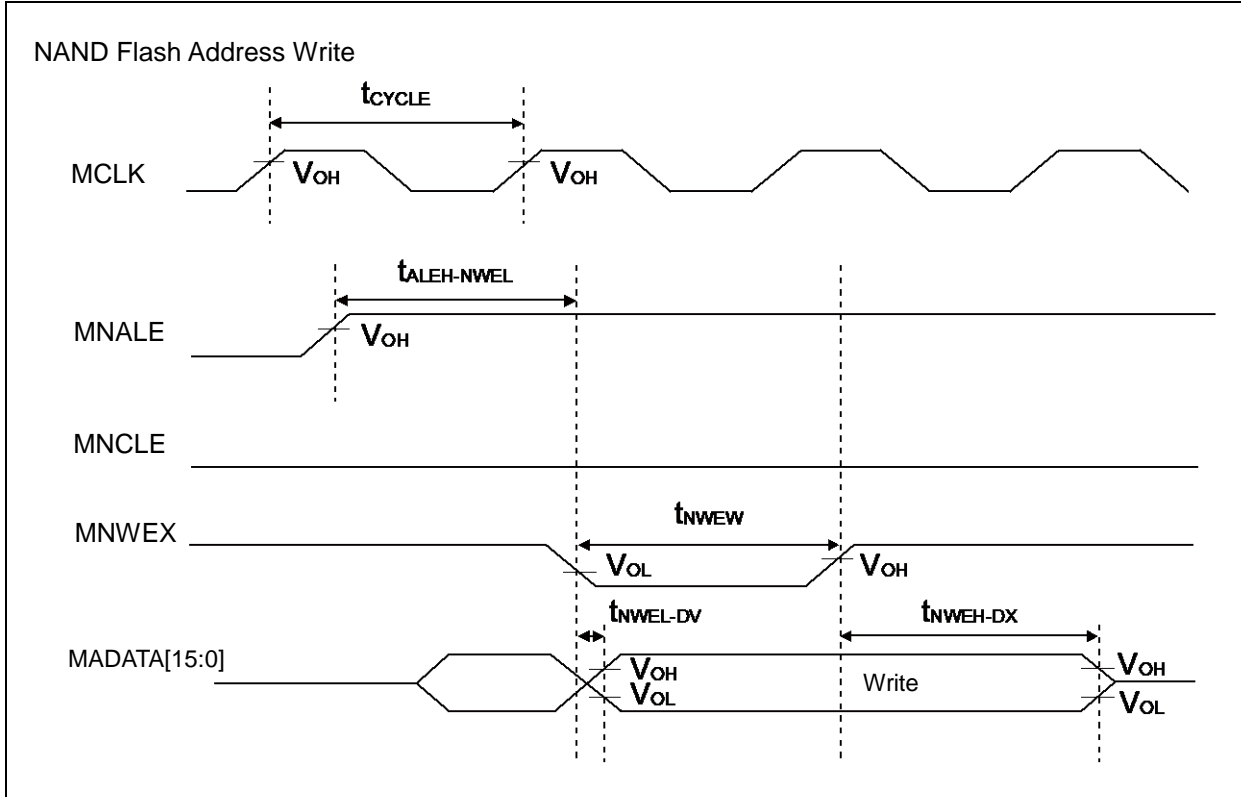 NAND Flash Address Write
tCYCLE
MCLK
VOH
VOH
tALEH-NWEL
MNALE
VOH
MNCLE
tNWEW
MNWEX
VOL
VOH
tNWEL-DV
tNWEH-DX
MADATA[15:0]
VOH
VOL
Write
VOH
VOL